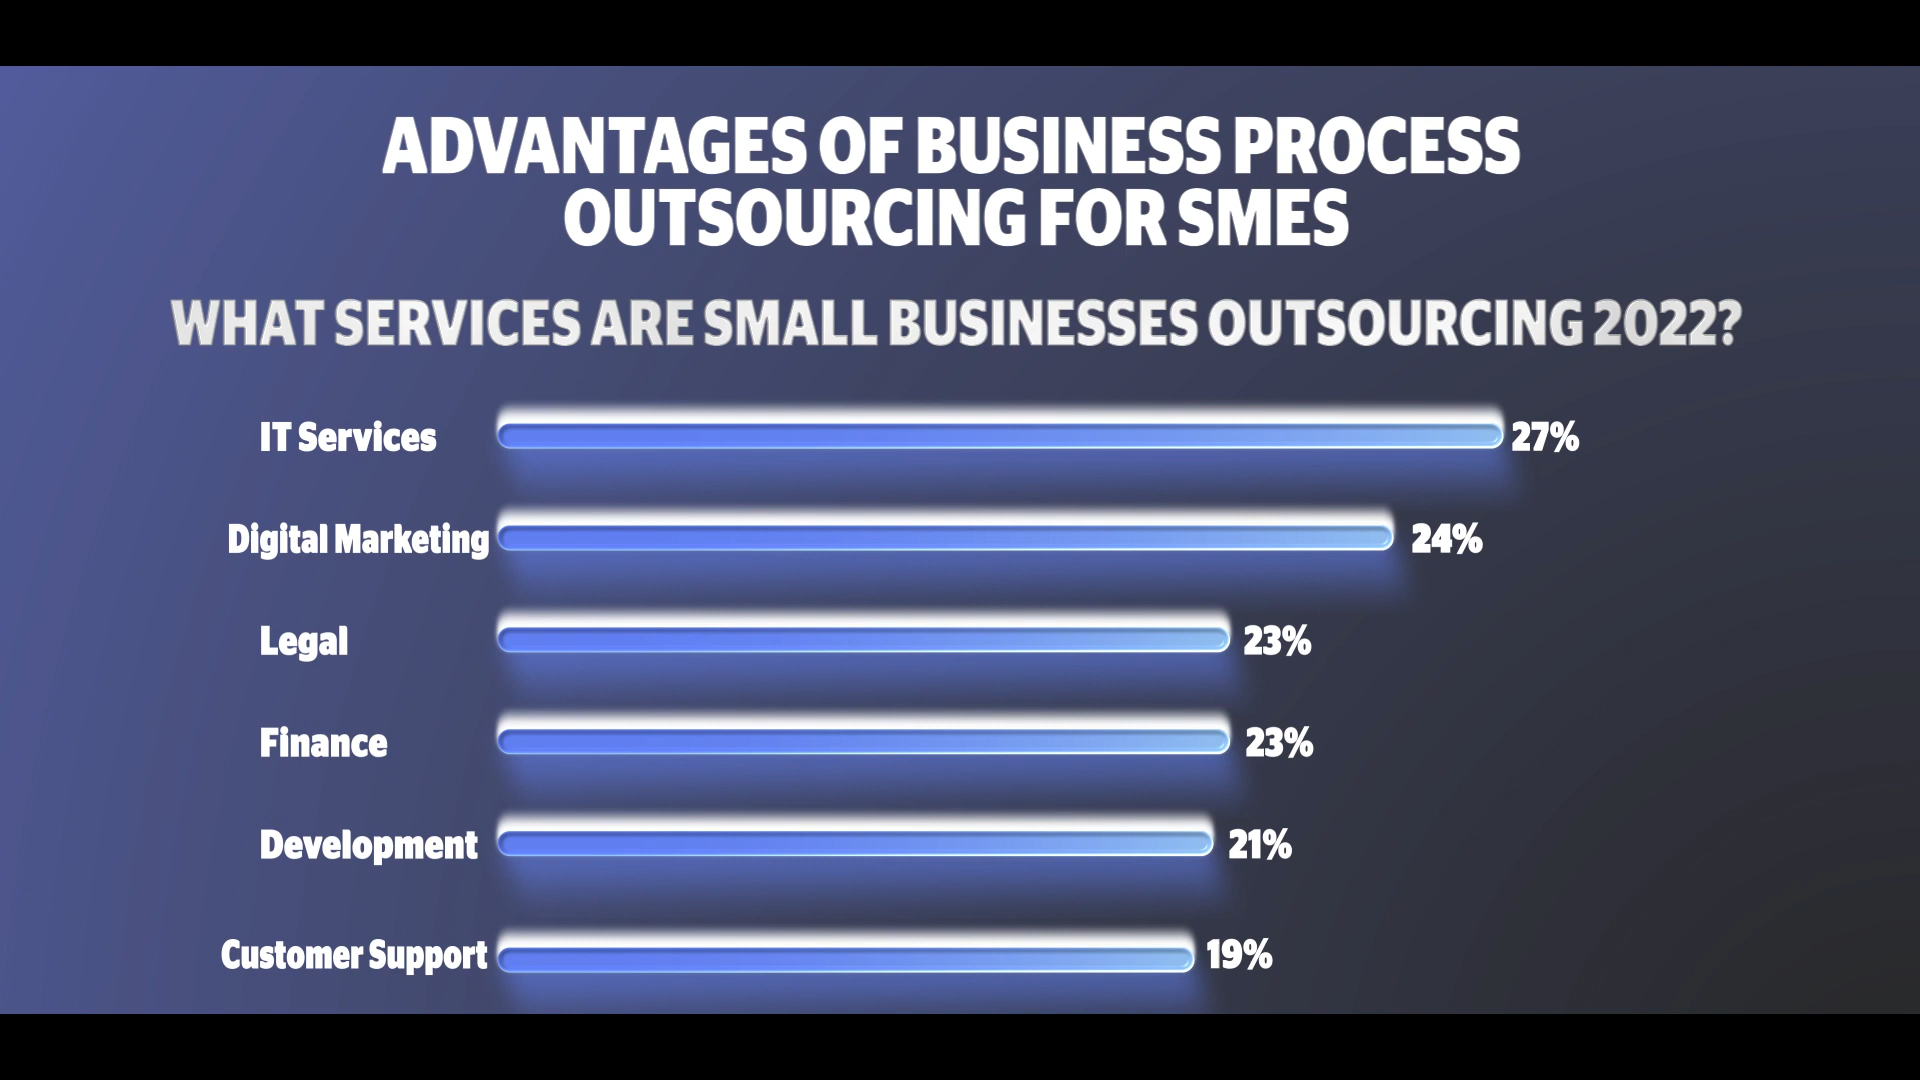 ADVANTAGES OF BUSINESS PROCESS
OUTSOURCING FOR SMES
WHAT SERVICES ARE SMALL BUSINESSES OUTSOURCING 2022?
IT Services 27%
Digital Marketing 24%
Legal 23%
Finance 23%
Development 21%
Customer Support 19%